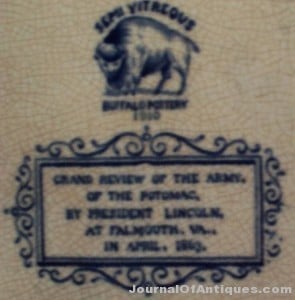 SEMI VITREOUS
BUFFALO POTTERY
1910
GRAND REVIEW OF THE ARMY,
OF THE POTOMAC,
BY PRESIDENT LINCOLN,
AT FALMOUTH, VA.,
IN APRIL, 1863.
JournalOfAntiques.com